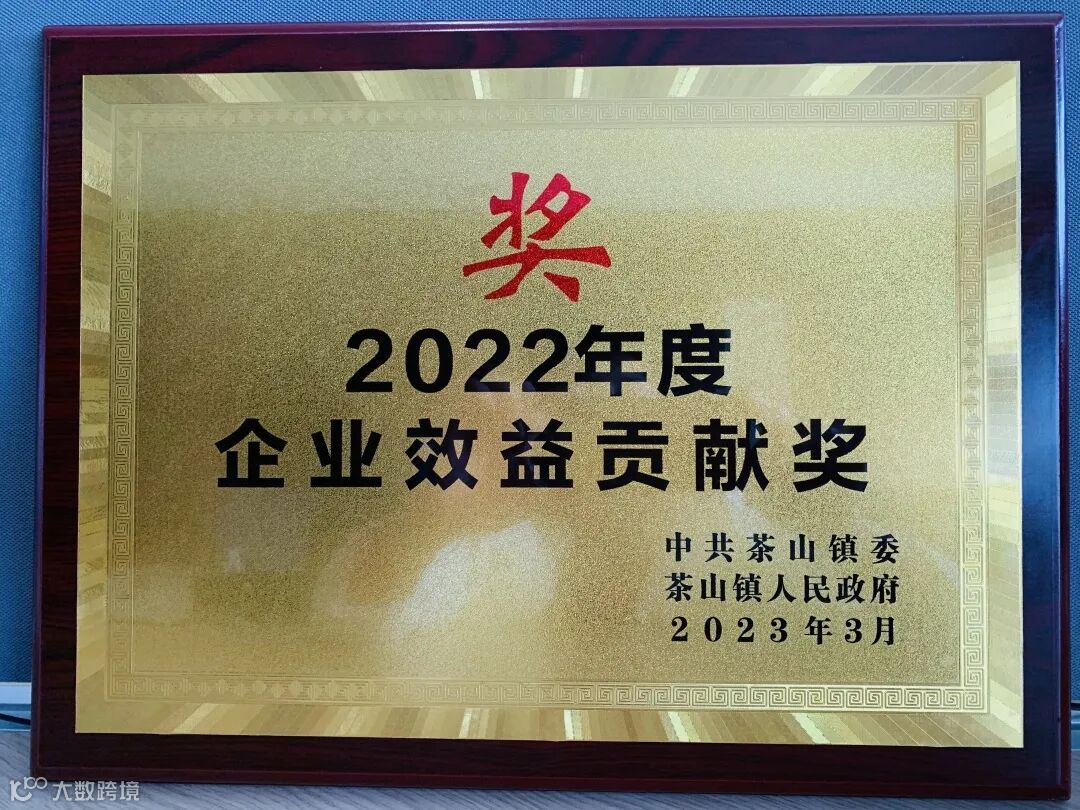 奖
2022年度
企业效益贡献奖
中共茶山镇委
茶山镇人民政府
2023年3月
大数跨境